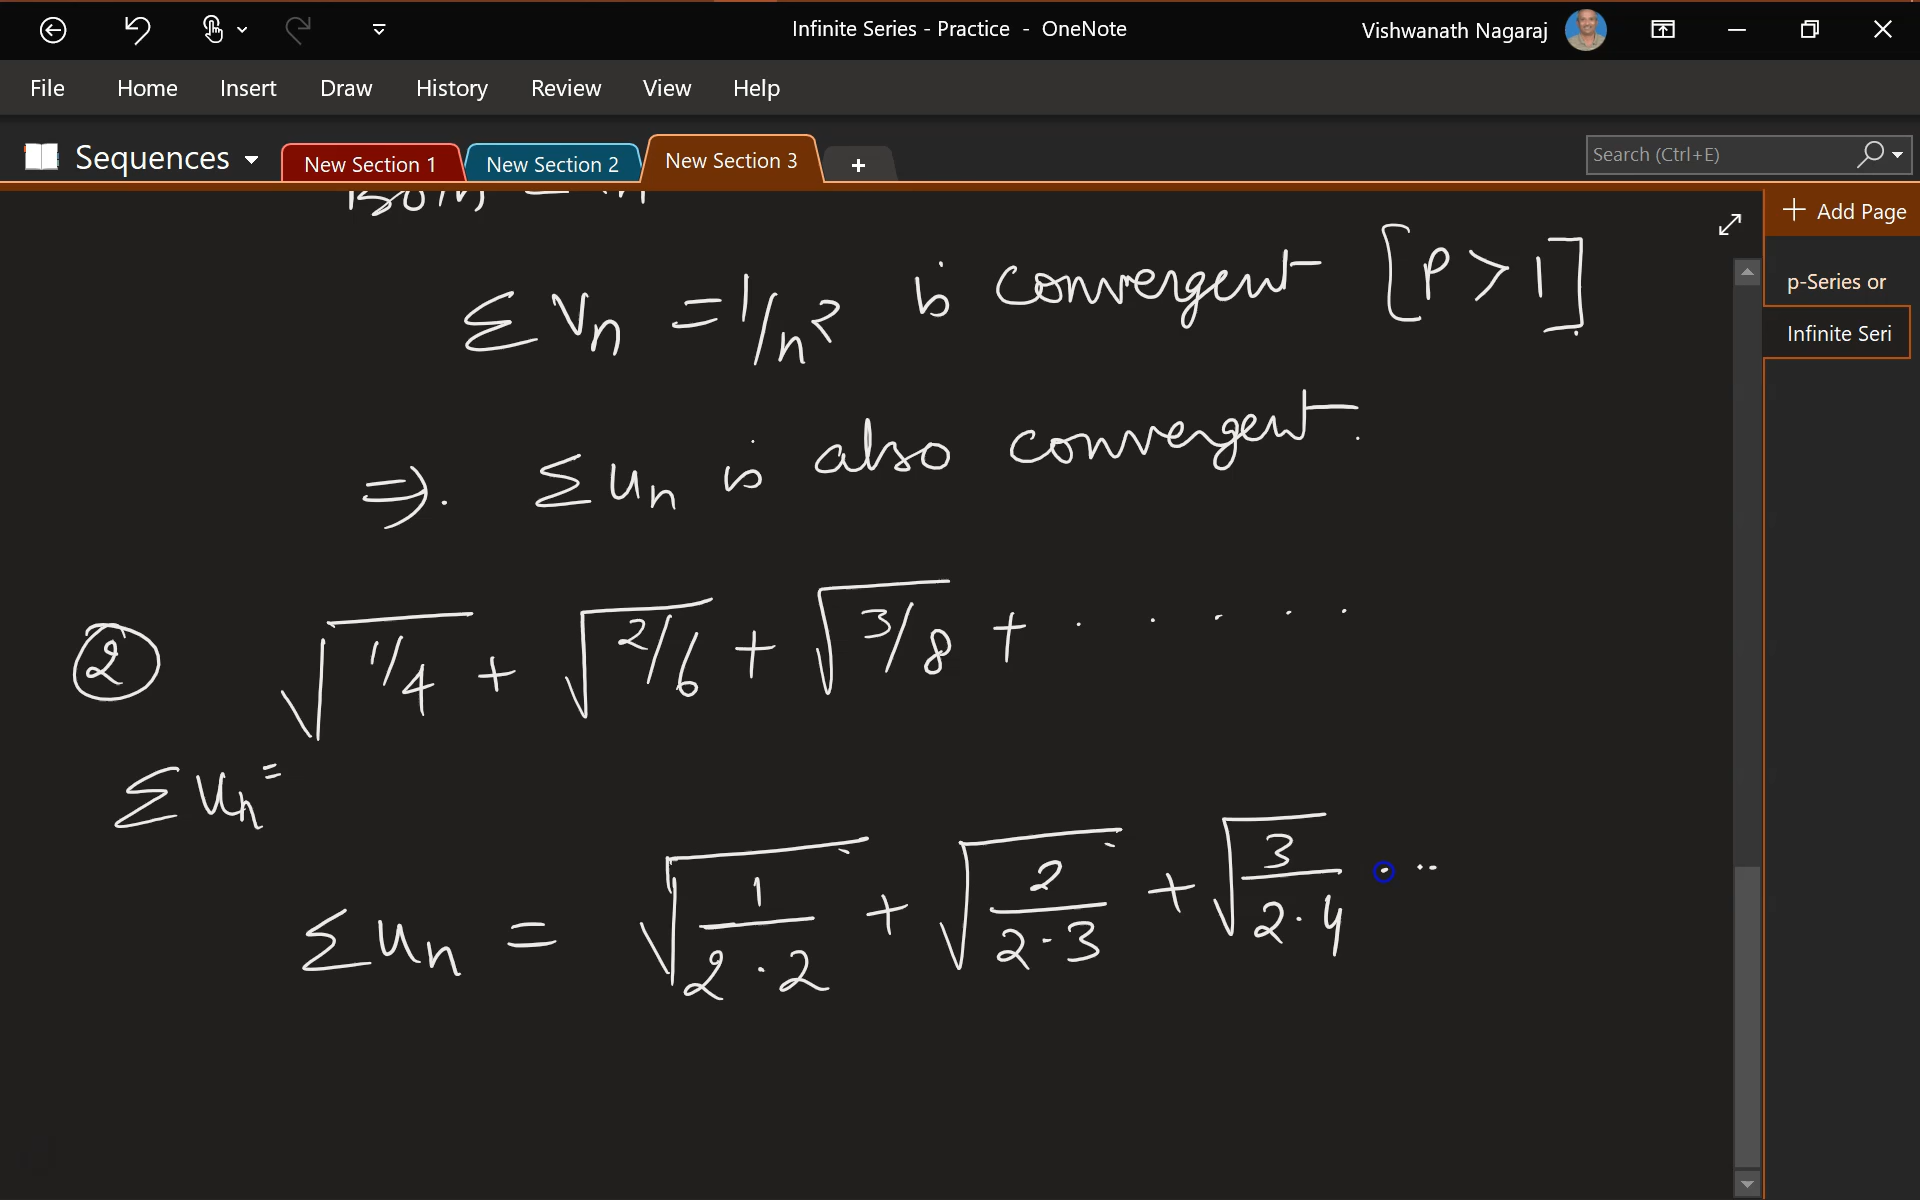 Infinite Series - Practice - OneNote
Vishwanath Nagaraj
File Home Insert Draw History Review View Help
Sequences New Section 1 New Section 2 New Section 3 +
Search (Ctrl+E)
+ Add Page
p-Series or
Infinite Seri
Σ Vn = 1/n² is convergent [P > 1]
⇒. Σ un is also convergent.
② √1/4 + √2/6 + √3/8 + . . . . .
Σ un =
Σ un = √(1/(2·2)) + √(2/(2·3)) + √(3/(2·4)) ...